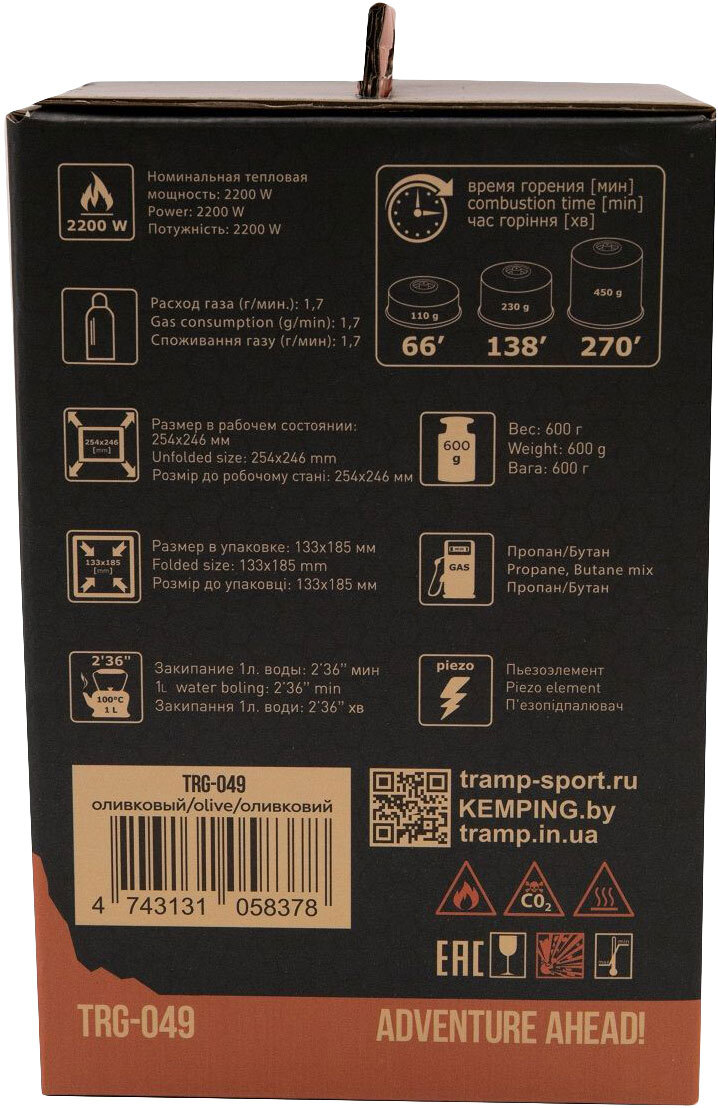 2200 W
Номинальная тепловая
мощность: 2200 W
Power: 2200 W
Потужність: 2200 W
время горения [мин]
combustion time [min]
час горіння [хв]
110 g
230 g
450 g
66’ 138’ 270’
Расход газа (г/мин.): 1,7
Gas consumption (g/min): 1,7
Споживання газу (г/мин): 1,7
254x246
[mm]
Размер в рабочем состоянии:
254x246 мм
Unfolded size: 254x246 mm
Розмір до робочому стані: 254x246 мм
600
g
Вес: 600 г
Weight: 600 g
Вага: 600 г
133x185
[mm]
Размер в упаковке: 133x185 мм
Folded size: 133x185 mm
Розмір до упаковці: 133x185 мм
GAS
Пропан/Бутан
Propane, Butane mix
Пропан/Бутан
2'36"
100°C
1 L
Закипание 1л. воды: 2’36” мин
1L water boling: 2’36” min
Закипання 1л. води: 2’36” хв
piezo
Пьезоэлемент
Piezo element
П'езопідпалювач
TRG-049
оливковый/olive/оливковий
4 743131 058378
tramp-sport.ru
KEMPING.by
tramp.in.ua
CO2
EAC
min
max
TRG-049
ADVENTURE AHEAD!